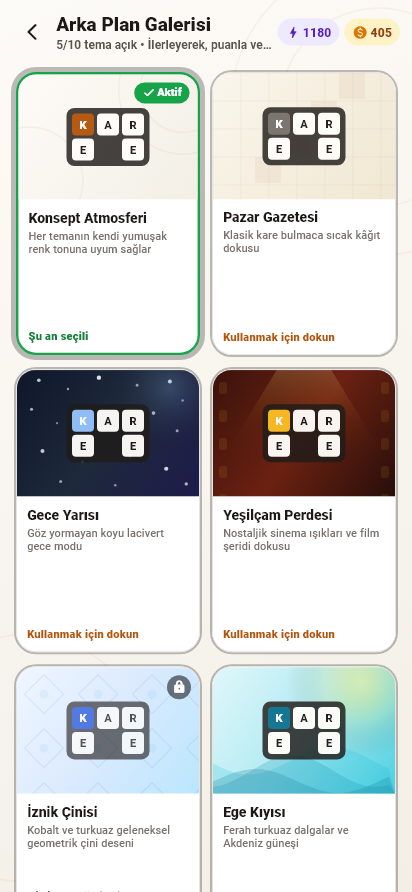 Arka Plan Galerisi
5/10 tema açık • İlerleyerek, puanla ve...
1180
405
Aktif
K A R
E E
Konsept Atmosferi
Her temanın kendi yumuşak
renk tonuna uyum sağlar
Şu an seçili
K A R
E E
Pazar Gazetesi
Klasik kare bulmaca sıcak kâğıt
dokusu
Kullanmak için dokun
K A R
E E
Gece Yarısı
Göz yormayan koyu lacivert
gece modu
Kullanmak için dokun
K A R
E E
Yeşilçam Perdesi
Nostaljik sinema ışıkları ve film
şeridi dokusu
Kullanmak için dokun
K A R
E E
İznik Çinisi
Kobalt ve turkuaz geleneksel
geometrik çini deseni
K A R
E E
Ege Kıyısı
Ferah turkuaz dalgalar ve
Akdeniz güneşi